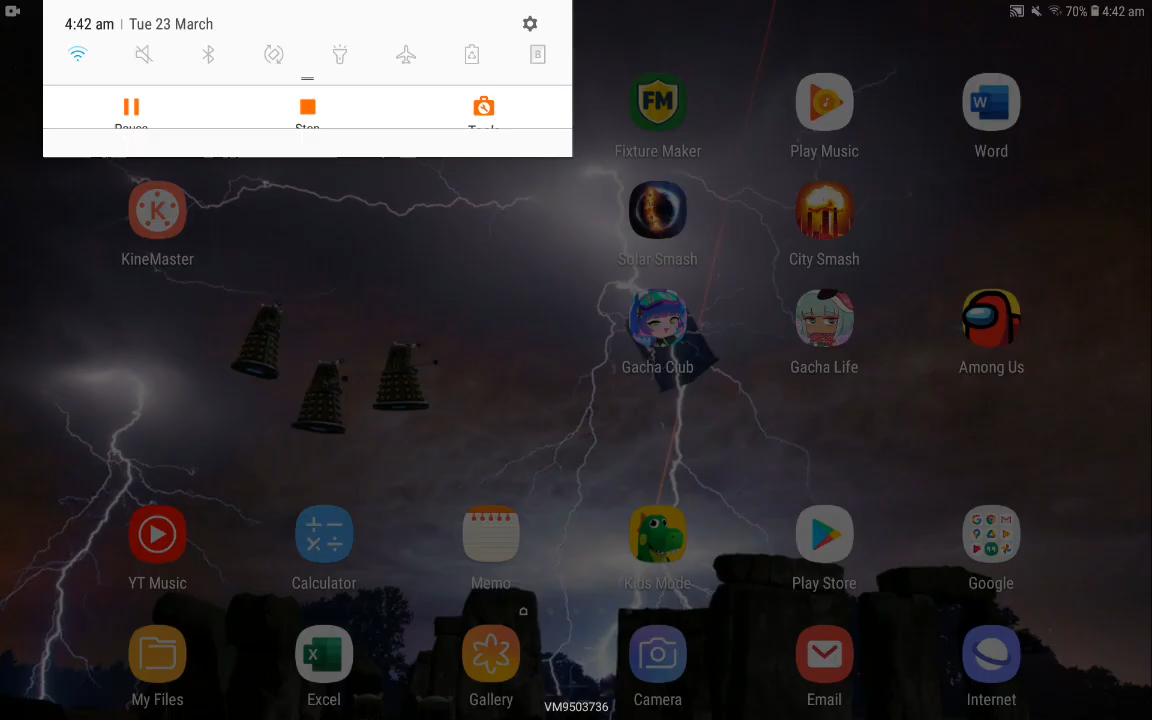 4:42 am | Tue 23 March
70% 4:42 am
B
Pause
Stop
Tools
FM
Fixture Maker
Play Music
W
Word
K
KineMaster
Solar Smash
City Smash
Gacha Club
Gacha Life
Among Us
YT Music
Calculator
Memo
Kids Mode
Play Store
Google
My Files
X
Excel
Gallery
Camera
Email
Internet
VM9503736